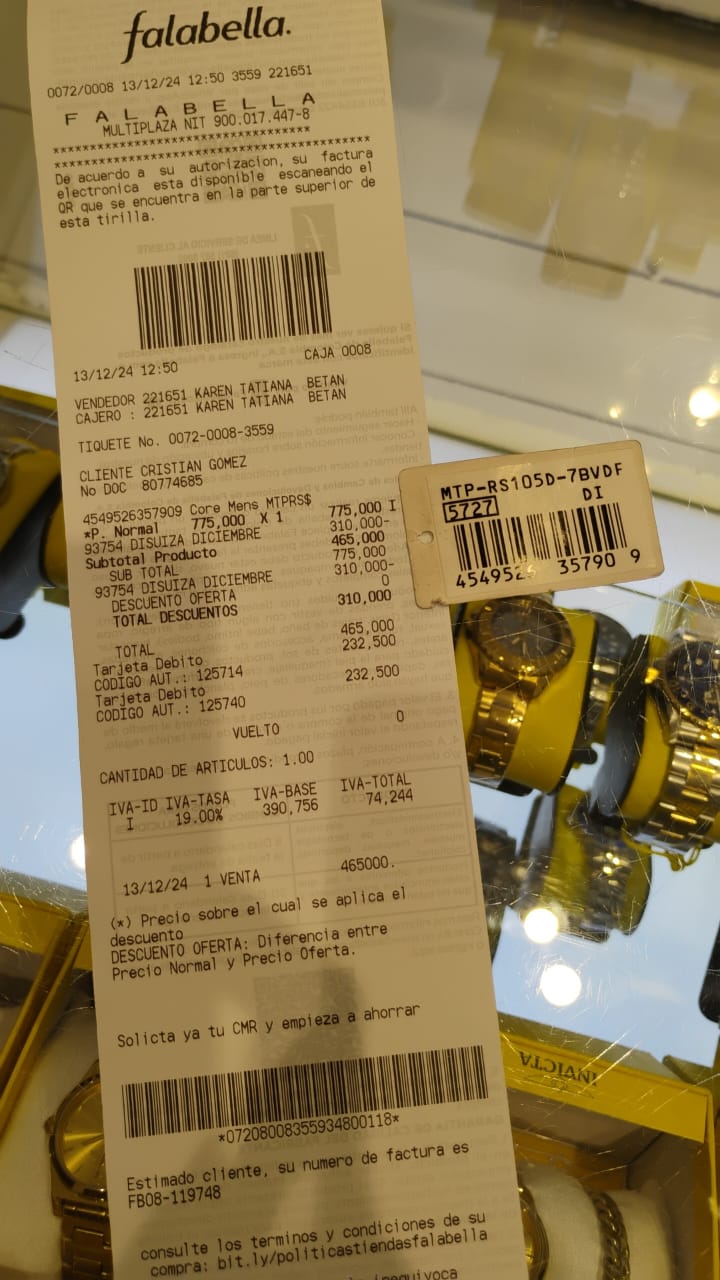 falabella.
0072/0008 13/12/24 12:50 3559 221651
F A L A B E L L A
MULTIPLAZA NIT 900.017.447-8
************************************
************************************
De acuerdo a su autorizacion, su factura
electronica esta disponible escaneando el
QR que se encuentra en la parte superior de
esta tirilla.
13/12/24 12:50 CAJA 0008
VENDEDOR 221651 KAREN TATIANA BETAN
CAJERO : 221651 KAREN TATIANA BETAN
TIQUETE No. 0072-0008-3559
CLIENTE CRISTIAN GOMEZ
No DOC 80774685
4549526357909 Core Mens MTPRS$ 775,000 I
*P. Normal 775,000 X 1
93754 DISUIZA DICIEMBRE 310,000-
Subtotal Producto 465,000
SUB TOTAL 775,000
93754 DISUIZA DICIEMBRE 310,000-
DESCUENTO OFERTA 0
TOTAL DESCUENTOS 310,000
TOTAL 465,000
Tarjeta Debito 232,500
CODIGO AUT.: 125714
Tarjeta Debito 232,500
CODIGO AUT.: 125740
VUELTO 0
CANTIDAD DE ARTICULOS: 1.00
IVA-ID IVA-TASA IVA-BASE IVA-TOTAL
I 19.00% 390,756 74,244
13/12/24 1 VENTA 465000.
(*) Precio sobre el cual se aplica el
descuento
DESCUENTO OFERTA: Diferencia entre
Precio Normal y Precio Oferta.
Solicta ya tu CMR y empieza a ahorrar
*07208008355934800118*
Estimado cliente, su numero de factura es
FB08-119748
consulte los terminos y condiciones de su
compra: bit.ly/politicastiendasfalabella
inequivoca
MTP-RS105D-7BVDF
5727 DI
35790 9
INVICTA